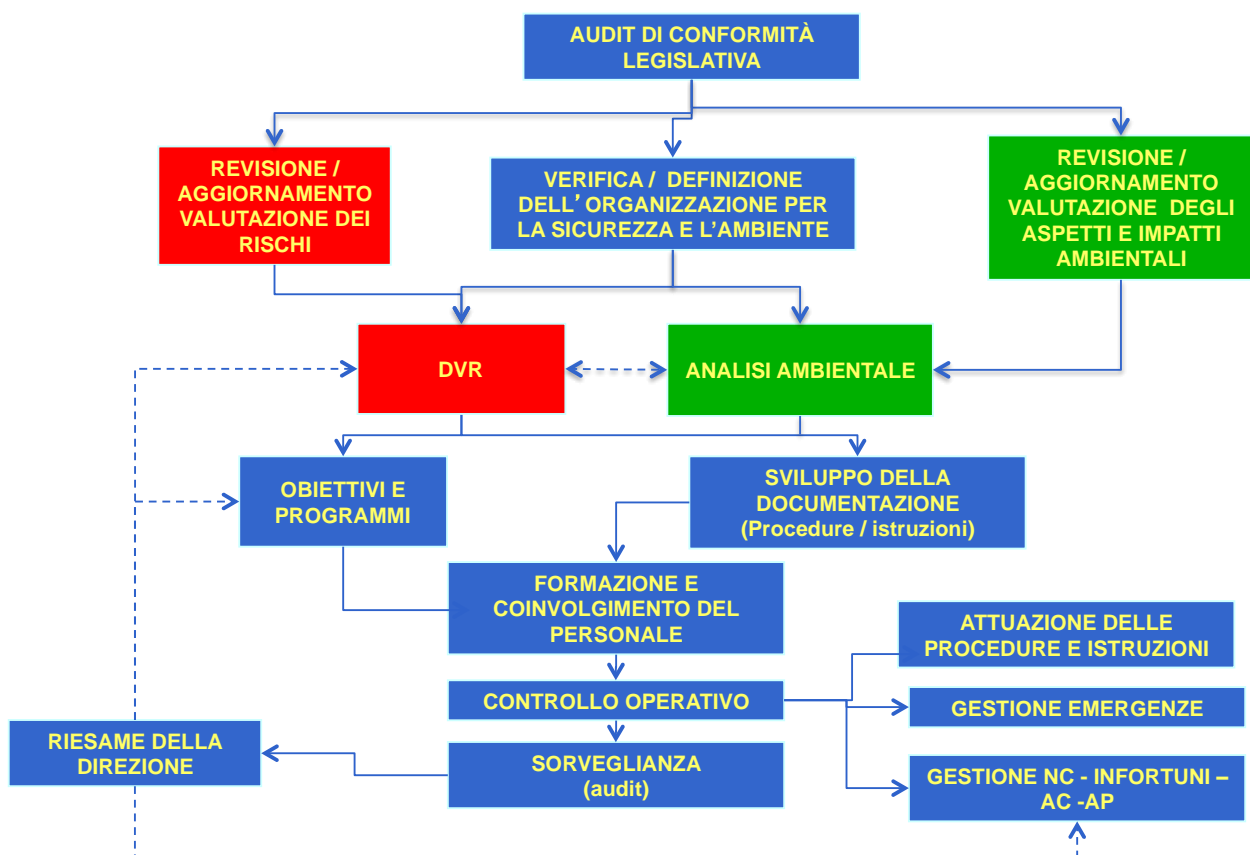 AUDIT DI CONFORMITÀ
LEGISLATIVA
REVISIONE /
AGGIORNAMENTO
VALUTAZIONE DEI
RISCHI
VERIFICA / DEFINIZIONE
DELL’ORGANIZZAZIONE PER
LA SICUREZZA E L’AMBIENTE
REVISIONE /
AGGIORNAMENTO
VALUTAZIONE DEGLI
ASPETTI E IMPATTI
AMBIENTALI
DVR
ANALISI AMBIENTALE
OBIETTIVI E
PROGRAMMI
SVILUPPO DELLA
DOCUMENTAZIONE
(Procedure / istruzioni)
FORMAZIONE E
COINVOLGIMENTO DEL
PERSONALE
ATTUAZIONE DELLE
PROCEDURE E ISTRUZIONI
CONTROLLO OPERATIVO
GESTIONE EMERGENZE
RIESAME DELLA
DIREZIONE
SORVEGLIANZA
(audit)
GESTIONE NC - INFORTUNI –
AC -AP